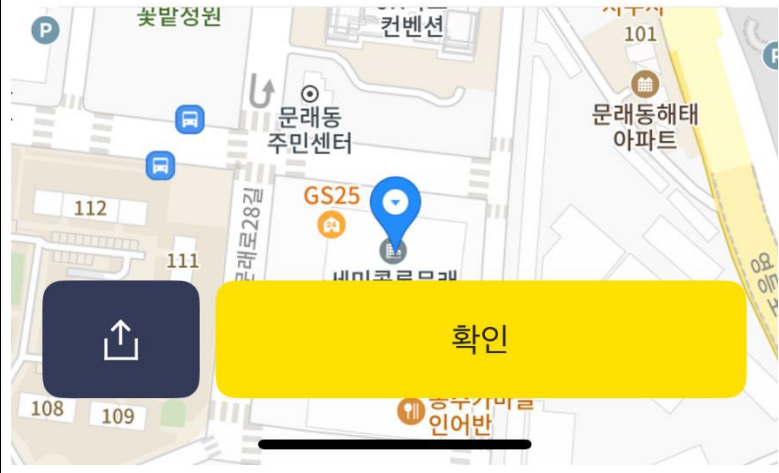 P
꽃밭정원
컨벤션
101
P
문래동
주민센터
문래동해태
아파트
GS25
24
112
문래로28길
111
확인
108
109
인어반